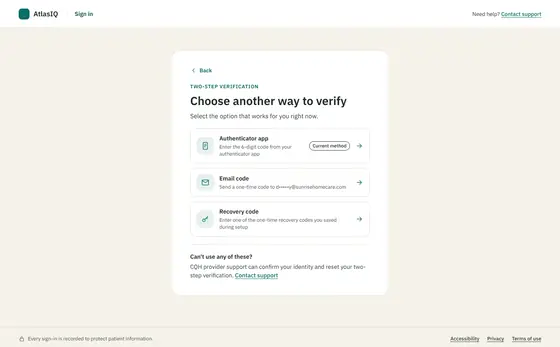 AtlasIQ
Sign in
Need help? Contact support
Back
TWO-STEP VERIFICATION
Choose another way to verify
Select the option that works for you right now.
Authenticator app
Enter the 6-digit code from your
authenticator app
Current method
Email code
Send a one-time code to d•••••y@sunrisehomecare.com
Recovery code
Enter one of the one-time recovery codes you saved
during setup
Can't use any of these?
CQH provider support can confirm your identity and reset your two-
step verification. Contact support
Every sign-in is recorded to protect patient information.
Accessibility
Privacy
Terms of use